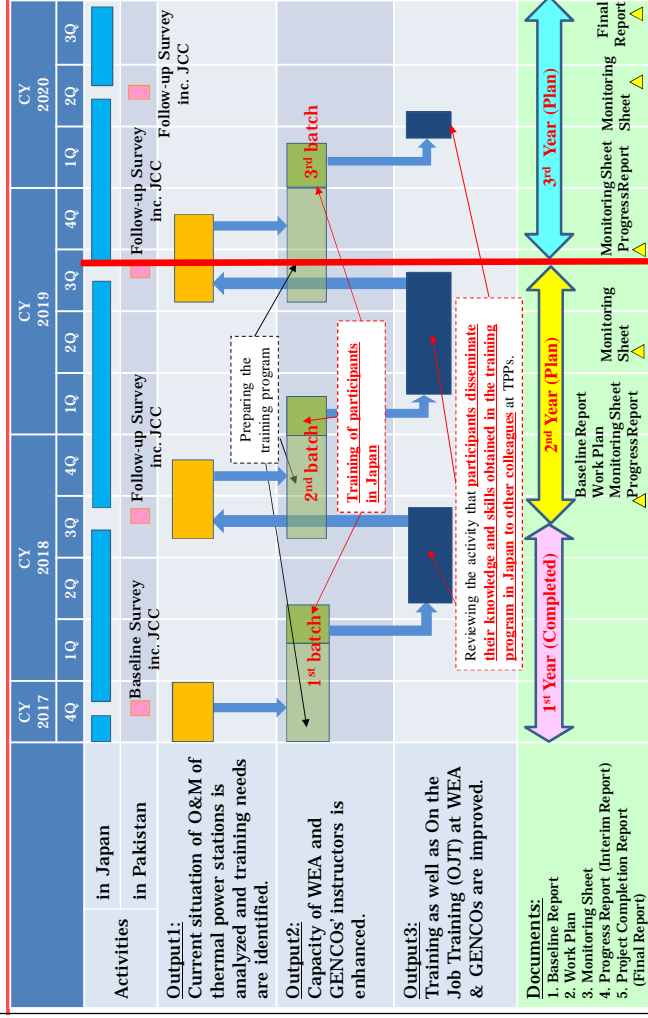 CY
2017
CY
2018
CY
2019
CY
2020
4Q
1Q
2Q
3Q
4Q
1Q
2Q
3Q
4Q
1Q
2Q
3Q
Activities
in Japan
in Pakistan
Baseline Survey
inc. JCC
Follow-up Survey
inc. JCC
Follow-up Survey
inc. JCC
Follow-up Survey
inc. JCC
Output1:
Current situation of O&M of
thermal power stations is
analyzed and training needs
are identified.
Output2:
Capacity of WEA and
GENCOs' instructors is
enhanced.
1st batch
2nd batch
3rd batch
Preparing the
training program
Training of participants
in Japan
Output3:
Training as well as On the
Job Training (OJT) at WEA
& GENCOs are improved.
Reviewing the activity that participants disseminate
their knowledge and skills obtained in the training
program in Japan to other colleagues at TPPs.
Documents:
1. Baseline Report
2. Work Plan
3. Monitoring Sheet
4. Progress Report (Interim Report)
5. Project Completion Report
(Final Report)
1st Year (Completed)
2nd Year (Plan)
3rd Year (Plan)
Baseline Report
Work Plan
Monitoring Sheet
Progress Report
Monitoring
Sheet
Monitoring Sheet
Progress Report
Monitoring
Sheet
Final
Report